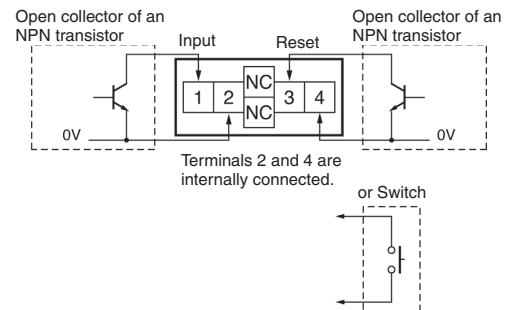 Open collector of an
NPN transistor
Open collector of an
NPN transistor
Input
Reset
NC
1 2 3 4
NC
0V
0V
Terminals 2 and 4 are
internally connected.
or Switch